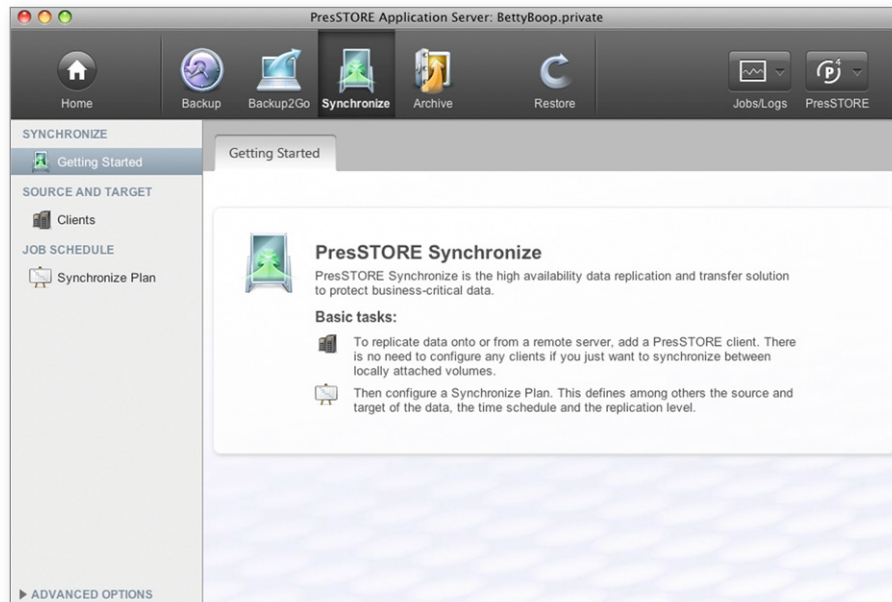 PresSTORE Application Server: BettyBoop.private
Home
Backup
Backup2Go
Synchronize
Archive
Restore
Jobs/Logs
P4
PresSTORE
SYNCHRONIZE
Getting Started
SOURCE AND TARGET
Clients
JOB SCHEDULE
Synchronize Plan
ADVANCED OPTIONS
Getting Started
PresSTORE Synchronize
PresSTORE Synchronize is the high availability data replication and transfer solution
to protect business-critical data.
Basic tasks:
To replicate data onto or from a remote server, add a PresSTORE client. There
is no need to configure any clients if you just want to synchronize between
locally attached volumes.
Then configure a Synchronize Plan. This defines among others the source and
target of the data, the time schedule and the replication level.